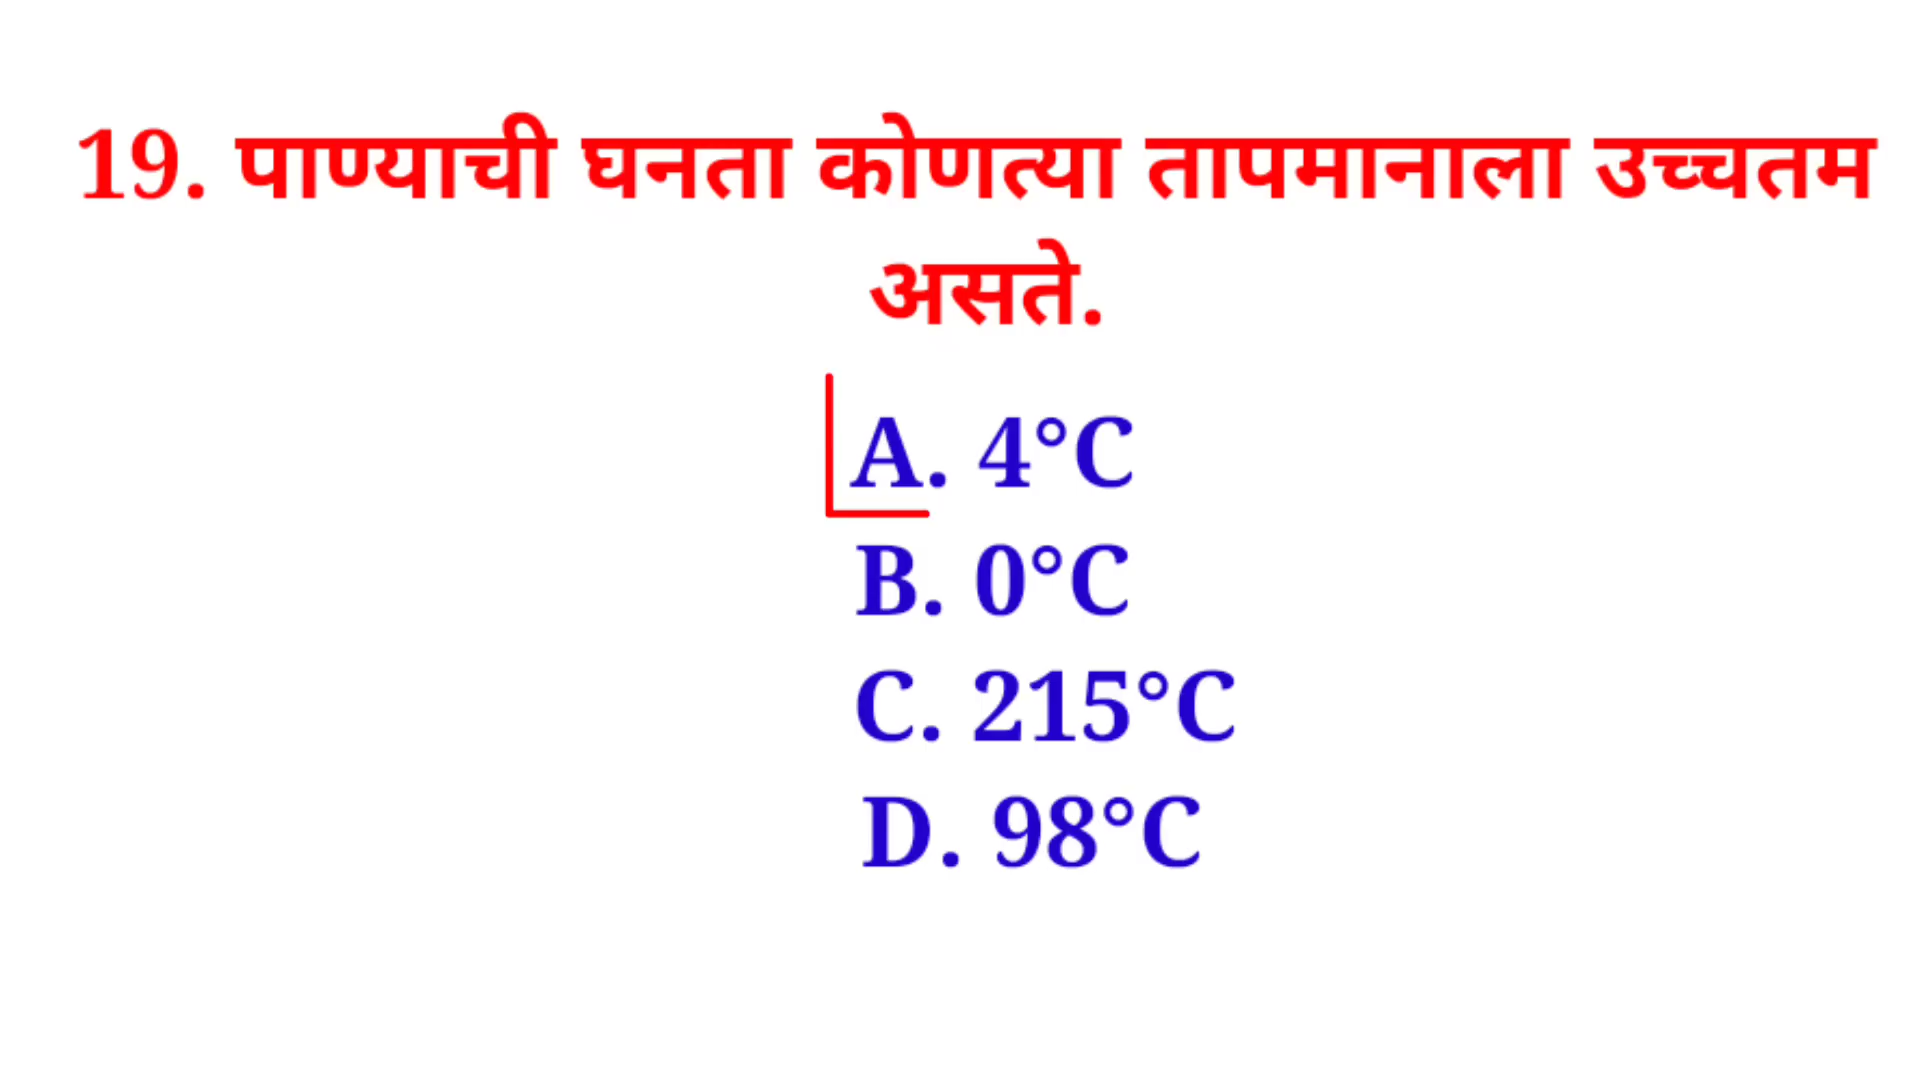 19. पाण्याची घनता कोणत्या तापमानाला उच्चतम
असते.
A. 4°C
B. 0°C
C. 215°C
D. 98°C